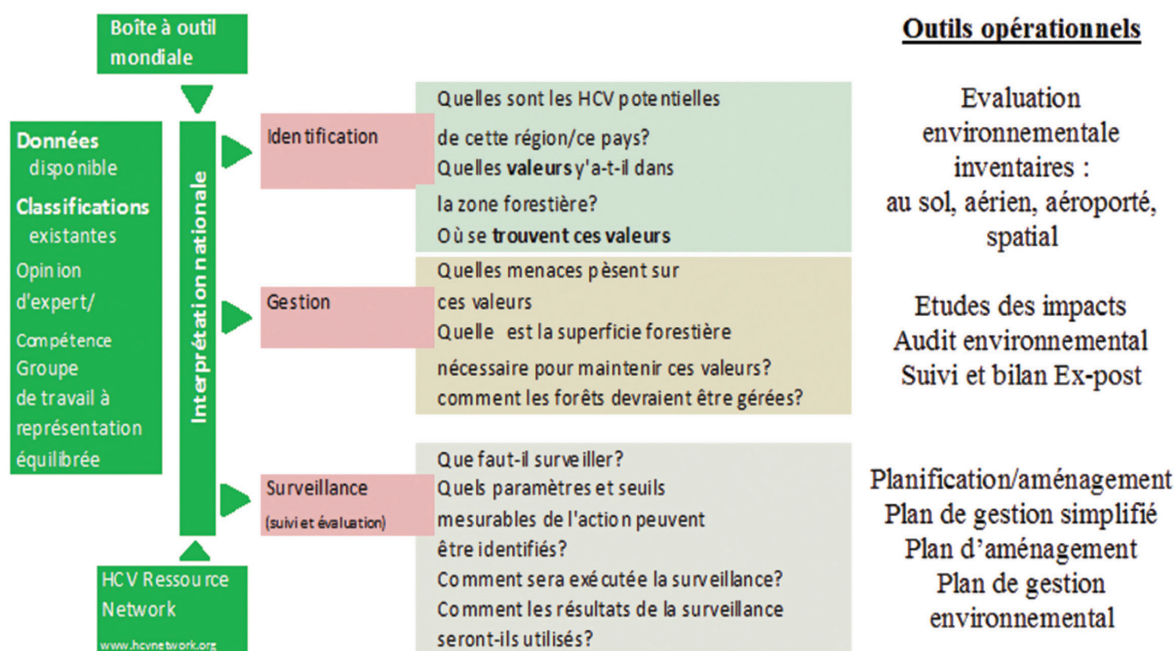 Boîte à outil
mondiale
Données
disponible
Classifications
existantes
Opinion
d'expert/
Compétence
Groupe
de travail à
représentation
équilibrée
Interprétation nationale
HCV Ressource
Network
www.hcvnetwork.org
Identification
Quelles sont les HCV potentielles
de cette région/ce pays?
Quelles valeurs y'a-t-il dans
la zone forestière?
Où se trouvent ces valeurs
Gestion
Quelles menaces pèsent sur
ces valeurs
Quelle est la superficie forestière
nécessaire pour maintenir ces valeurs?
comment les forêts devraient être gérées?
Surveillance
(suivi et évaluation)
Que faut-il surveiller?
Quels paramètres et seuils
mesurables de l'action peuvent
être identifiés?
Comment sera exécutée la surveillance?
Comment les résultats de la surveillance
seront-ils utilisés?
Outils opérationnels
Evaluation
environnementale
inventaires :
au sol, aérien, aéroporté,
spatial
Etudes des impacts
Audit environnemental
Suivi et bilan Ex-post
Planification/aménagement
Plan de gestion simplifié
Plan d’aménagement
Plan de gestion
environnemental